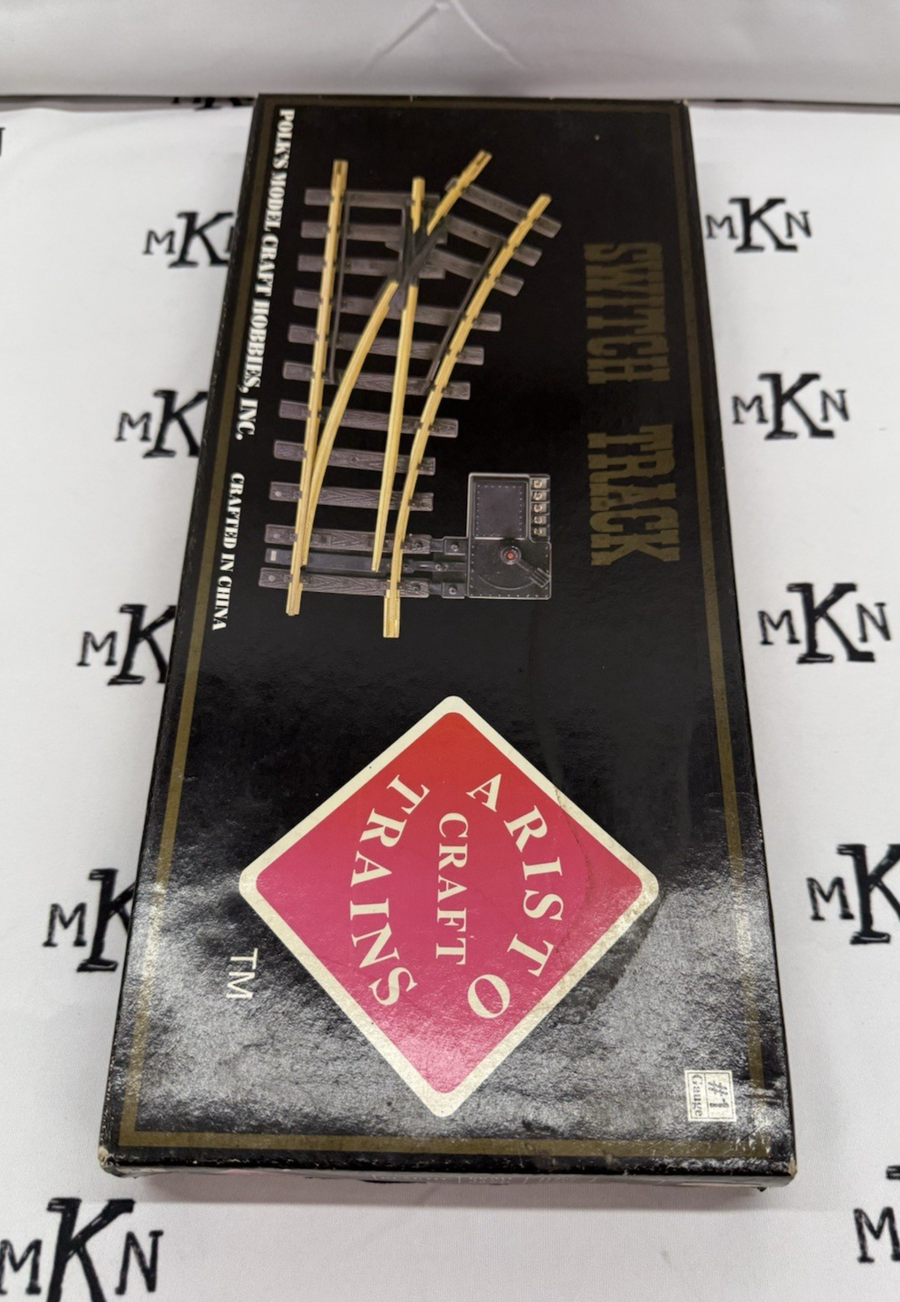 SWITCH TRACK
ARISTO
CRAFT
TRAINS
TM
#1
Gauge
POLK'S MODEL CRAFT HOBBIES, INC. CRAFTED IN CHINA
MKN
MKN
MKN
MKN
MKN
MKN
MKN
MKN
MKN